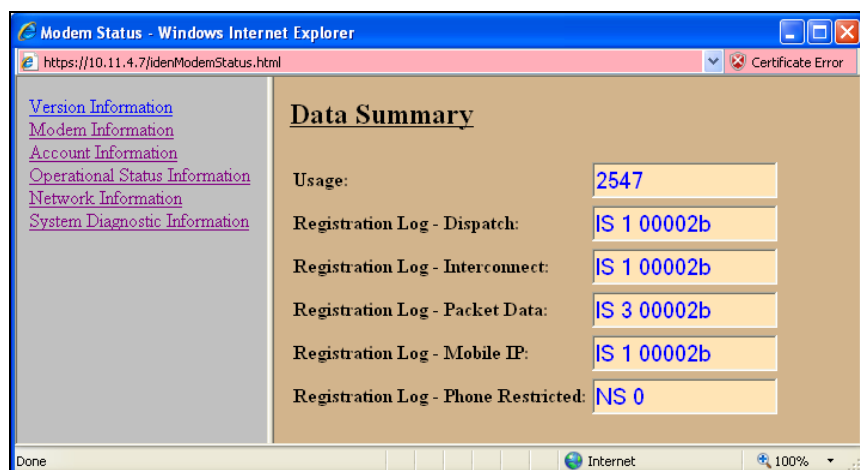 Modem Status - Windows Internet Explorer
https://10.11.4.7/idenModemStatus.html
Certificate Error
Version Information
Modem Information
Account Information
Operational Status Information
Network Information
System Diagnostic Information
Data Summary
Usage: 2547
Registration Log - Dispatch: IS 1 00002b
Registration Log - Interconnect: IS 1 00002b
Registration Log - Packet Data: IS 3 00002b
Registration Log - Mobile IP: IS 1 00002b
Registration Log - Phone Restricted: NS 0
Done Internet 100%